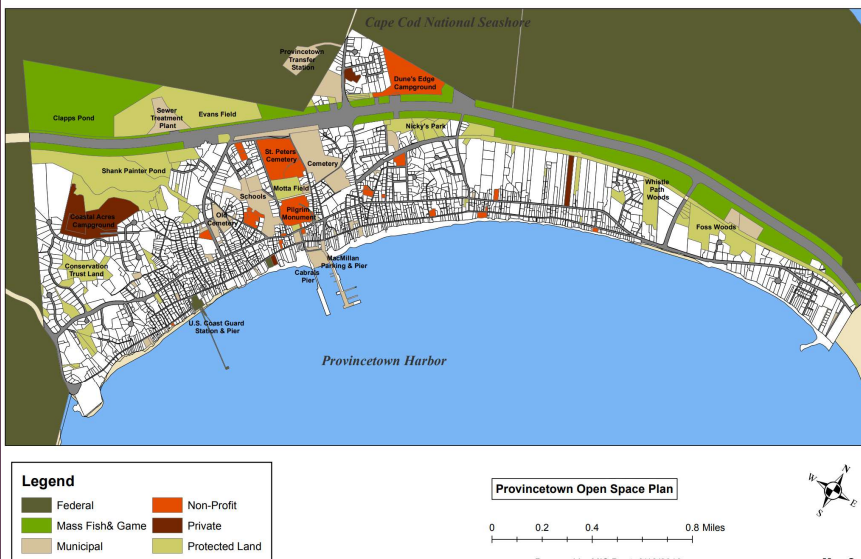 Cape Cod National Seashore
Provincetown
Transfer
Station
Dune's Edge
Campground
Clapps Pond
Sewer
Treatment
Plant
Evans Field
Nicky's Park
St. Peters
Cemetery
Cemetery
Shank Painter Pond
Motta Field
Schools
Whistle
Path
Woods
Coastal Acres
Campground
Old
Cemetery
Pilgrim
Monument
Foss Woods
Conservation
Trust Land
MacMillan
Parking & Pier
Cabrals
Pier
U.S. Coast Guard
Station & Pier
Provincetown Harbor
Legend
Federal
Non-Profit
Mass Fish& Game
Private
Municipal
Protected Land
Provincetown Open Space Plan
0 0.2 0.4 0.8 Miles
N
W
E
S